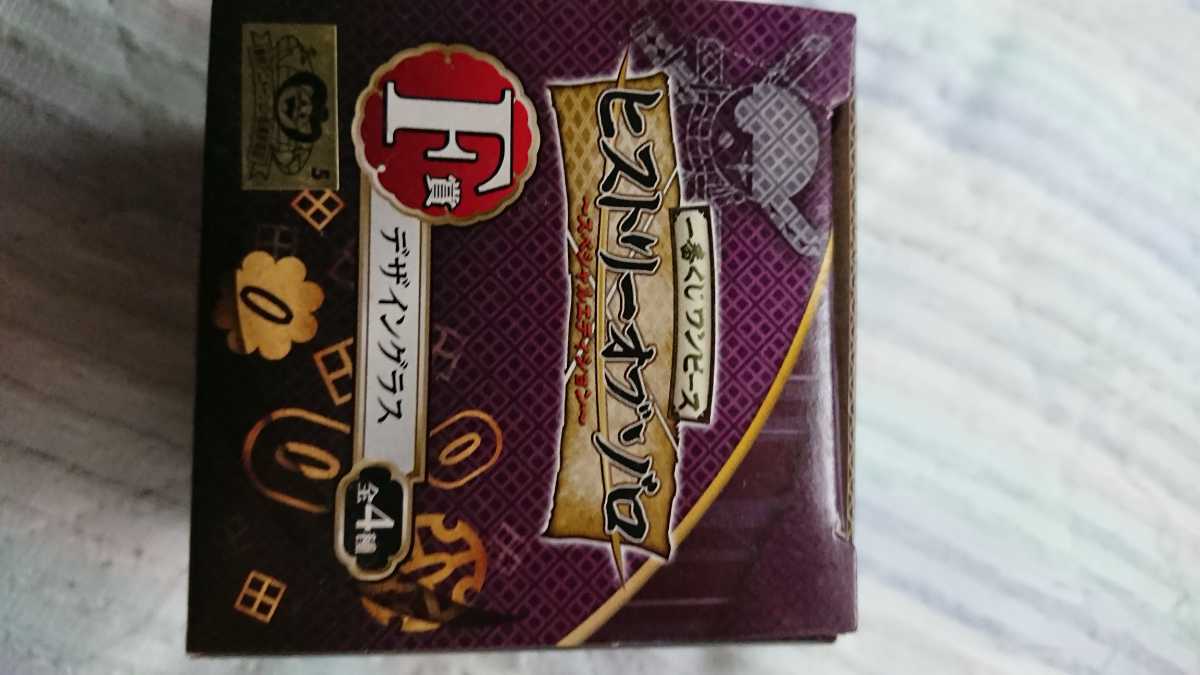 一番くじ ワンピース
ヒストリーオブゾロ
～スペシャルエディション～
F賞
デザイングラス
全4種
5